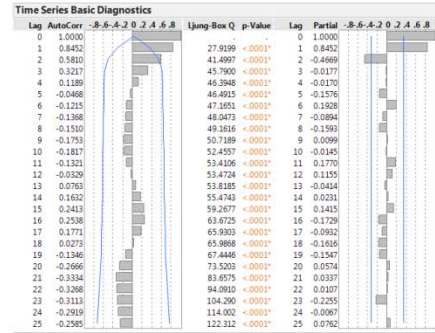 Time Series Basic Diagnostics
Lag AutoCorr -.8-.6-.4-.2 0 .2 .4 .6 .8 Ljung-Box Q p-Value Lag Partial -.8-.6-.4-.2 0 .2 .4 .6 .8
0 1.0000 . . 0 1.0000
1 0.8452 27.9199 <.0001* 1 0.8452
2 0.5810 41.4997 <.0001* 2 -0.4669
3 0.3217 45.7900 <.0001* 3 -0.0177
4 0.1189 46.3948 <.0001* 4 -0.0170
5 -0.0468 46.4915 <.0001* 5 -0.1576
6 -0.1215 47.1651 <.0001* 6 0.1928
7 -0.1368 48.0473 <.0001* 7 -0.0894
8 -0.1510 49.1616 <.0001* 8 -0.1593
9 -0.1753 50.7189 <.0001* 9 0.0099
10 -0.1817 52.4557 <.0001* 10 -0.0145
11 -0.1321 53.4106 <.0001* 11 0.1770
12 -0.0329 53.4724 <.0001* 12 0.1155
13 0.0763 53.8185 <.0001* 13 -0.0414
14 0.1632 55.4743 <.0001* 14 0.0231
15 0.2413 59.2677 <.0001* 15 0.1415
16 0.2538 63.6725 <.0001* 16 -0.1729
17 0.1771 65.9303 <.0001* 17 -0.0932
18 0.0273 65.9868 <.0001* 18 -0.1616
19 -0.1346 67.4446 <.0001* 19 -0.1547
20 -0.2666 73.5203 <.0001* 20 0.0574
21 -0.3334 83.6575 <.0001* 21 0.0337
22 -0.3268 94.0910 <.0001* 22 0.0107
23 -0.3113 104.290 <.0001* 23 -0.2255
24 -0.2919 114.002 <.0001* 24 -0.0067
25 -0.2585 122.312 <.0001* 25 0.0762